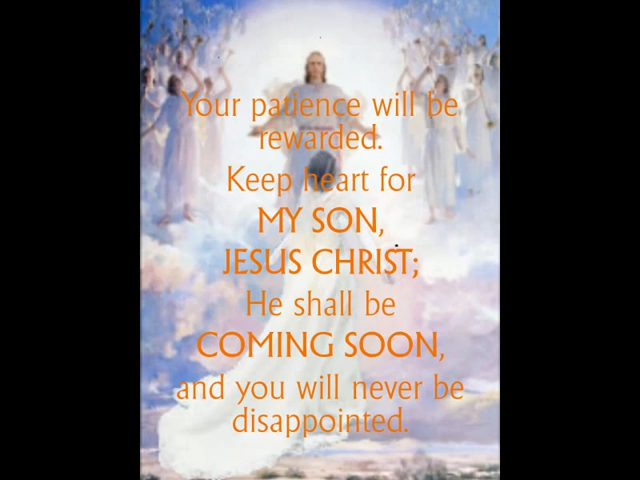 Your patience will be
rewarded.
Keep heart for
MY SON,
JESUS CHRIST;
He shall be
COMING SOON,
and you will never be
disappointed.